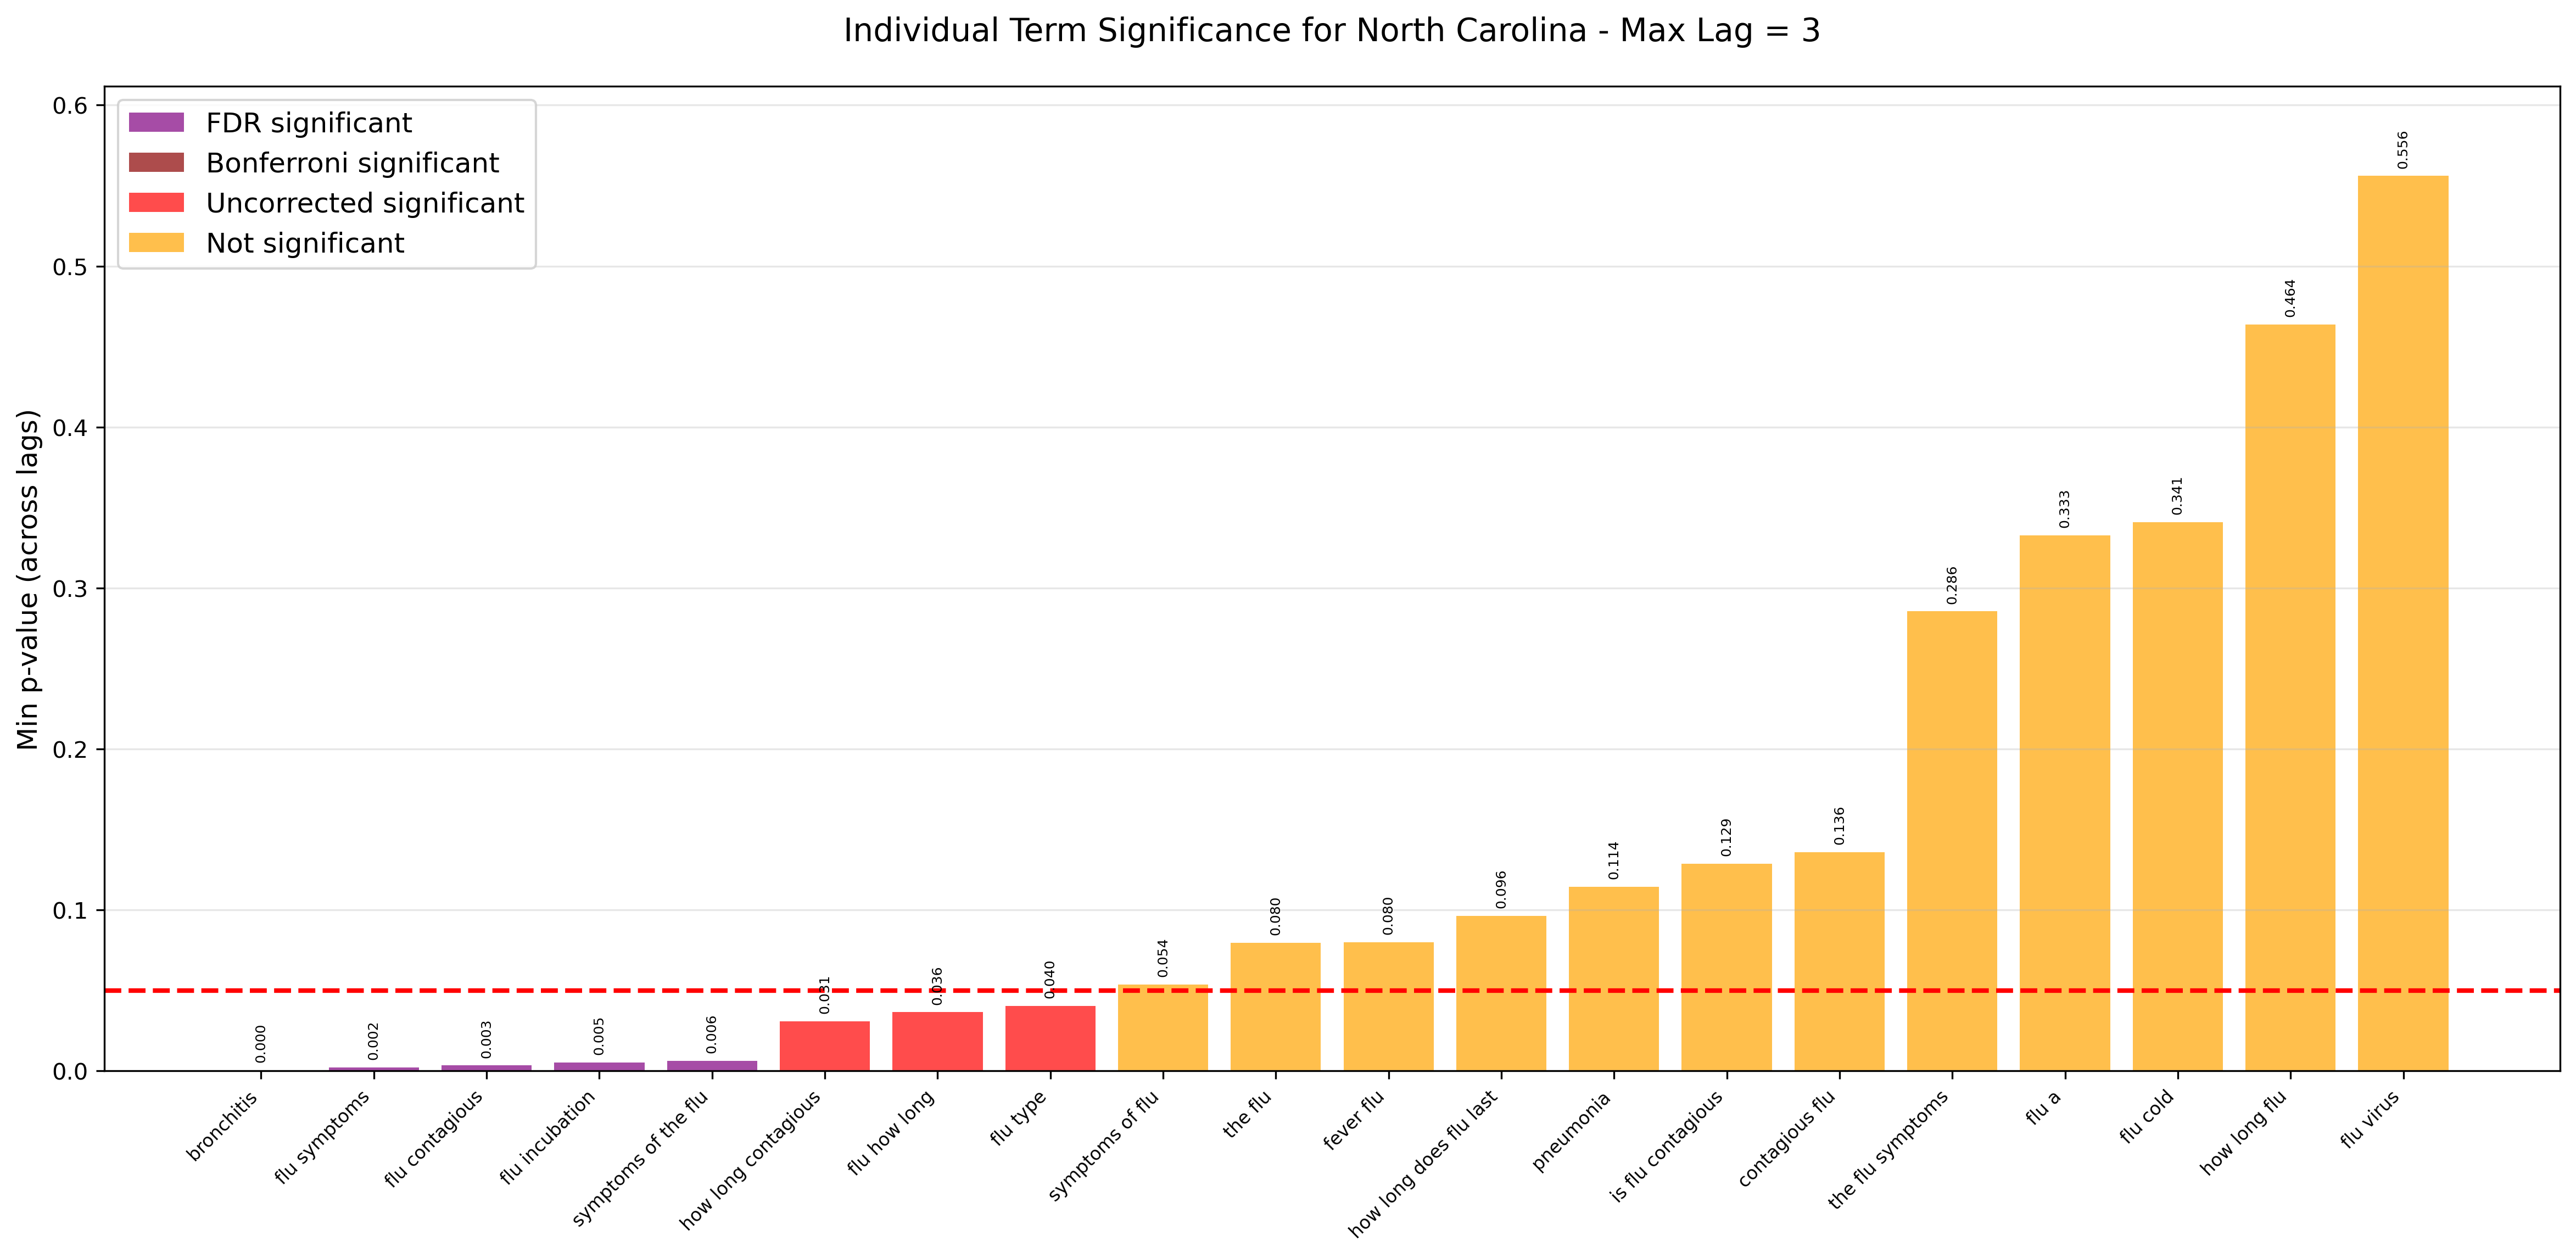 Individual Term Significance for North Carolina - Max Lag = 3
Min p-value (across lags)
0.6
0.5
0.4
0.3
0.2
0.1
0.0
FDR significant
Bonferroni significant
Uncorrected significant
Not significant
0.000
0.002
0.003
0.005
0.006
0.031
0.036
0.040
0.054
0.080
0.080
0.096
0.114
0.129
0.136
0.286
0.333
0.341
0.464
0.556
bronchitis
flu symptoms
flu contagious
flu incubation
symptoms of the flu
how long contagious
flu how long
flu type
symptoms of flu
the flu
fever flu
how long does flu last
pneumonia
is flu contagious
contagious flu
the flu symptoms
flu a
flu cold
how long flu
flu virus